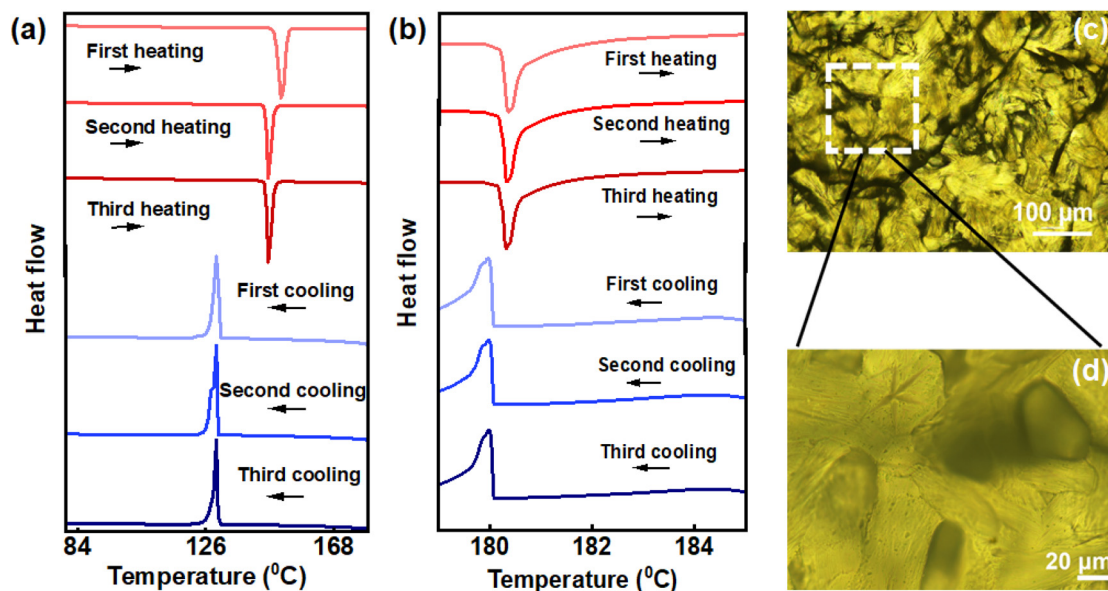 (a)
First heating
Second heating
Third heating
First cooling
Second cooling
Third cooling
Heat flow
84 126 168
Temperature (⁰C)
(b)
First heating
Second heating
Third heating
First cooling
Second cooling
Third cooling
Heat flow
180 182 184
Temperature (⁰C)
(c)
100 µm
(d)
20 µm